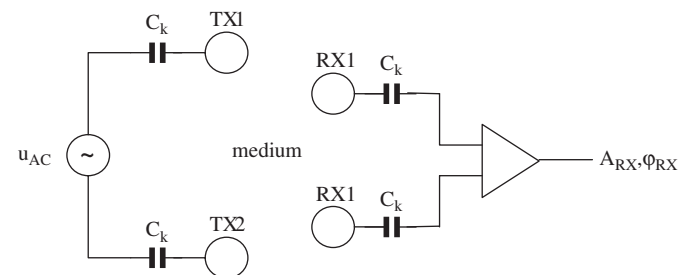 C_k
TX1
C_k
RX1
u_AC
~
medium
A_RX,φ_RX
C_k
TX2
C_k
RX1